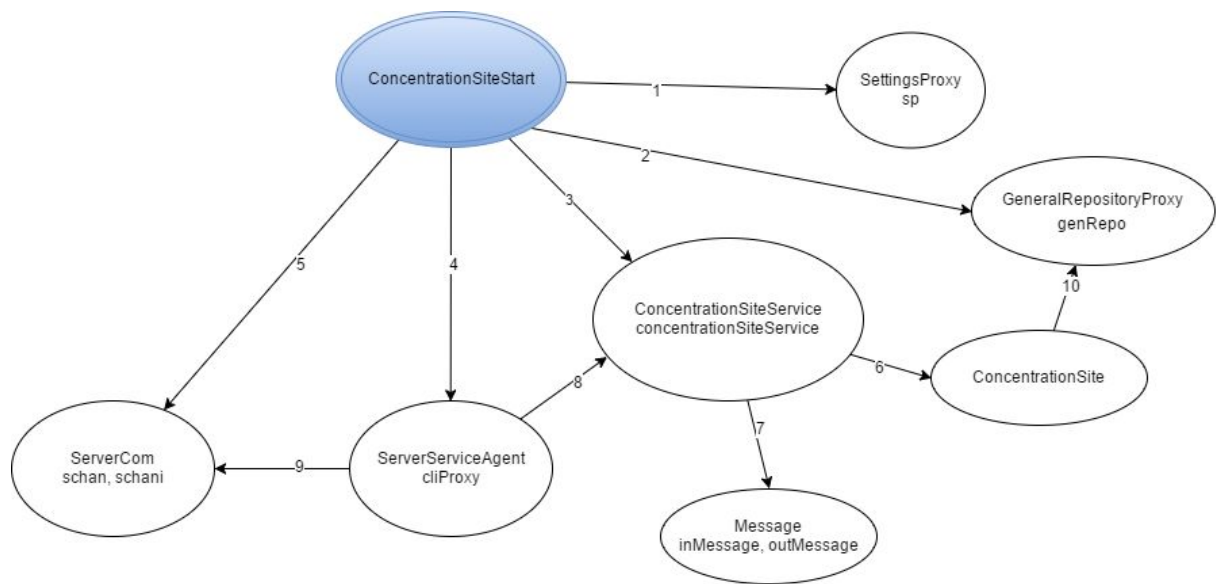 ConcentrationSiteStart
1
SettingsProxy
sp
2
GeneralRepositoryProxy
genRepo
3
5
4
10
ConcentrationSiteService
concentrationSiteService
6
ConcentrationSite
8
7
ServerCom
schan, schani
9
ServerServiceAgent
cliProxy
Message
inMessage, outMessage